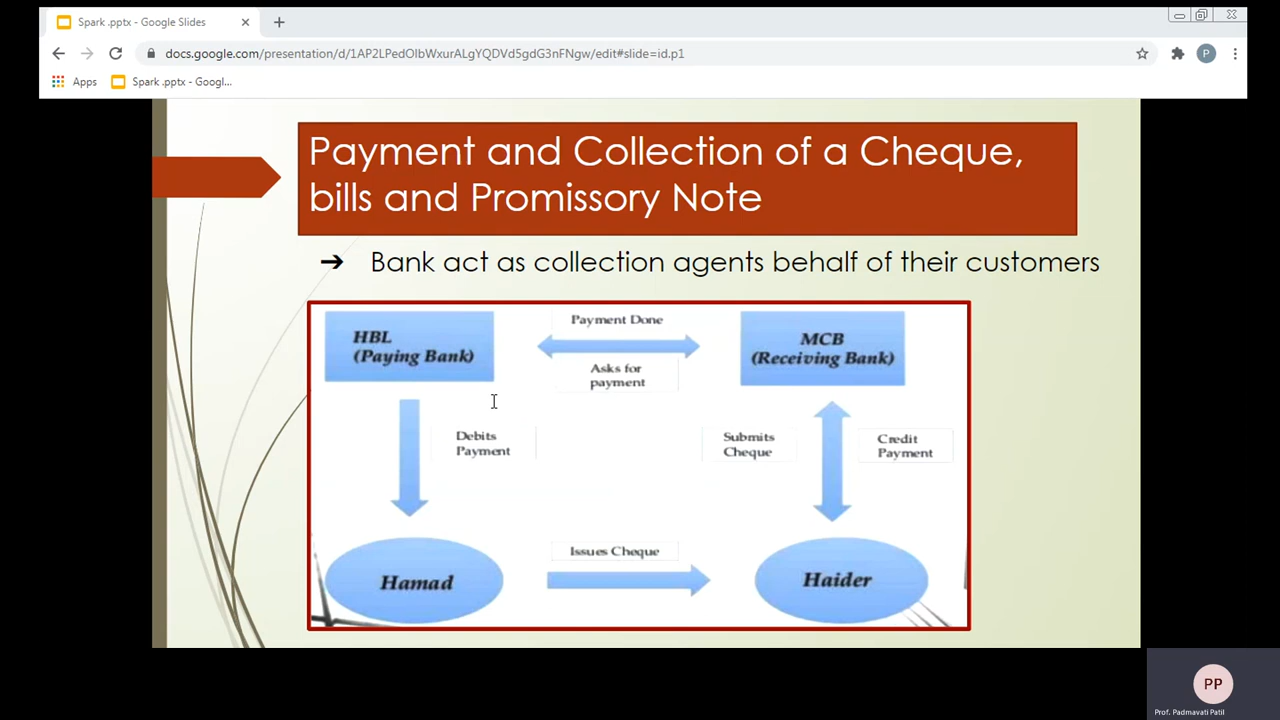 Spark .pptx - Google Slides
docs.google.com/presentation/d/1AP2LPedOlbWxurALgYQDVd5gdG3nFNgw/edit#slide=id.p1
P
Apps
Spark .pptx - Googl...
Payment and Collection of a Cheque,
bills and Promissory Note
➔ Bank act as collection agents behalf of their customers
HBL
(Paying Bank)
Payment Done
Asks for
payment
MCB
(Receiving Bank)
Debits
Payment
Submits
Cheque
Credit
Payment
Hamad
Issues Cheque
Haider
PP
Prof. Padmavati Patil